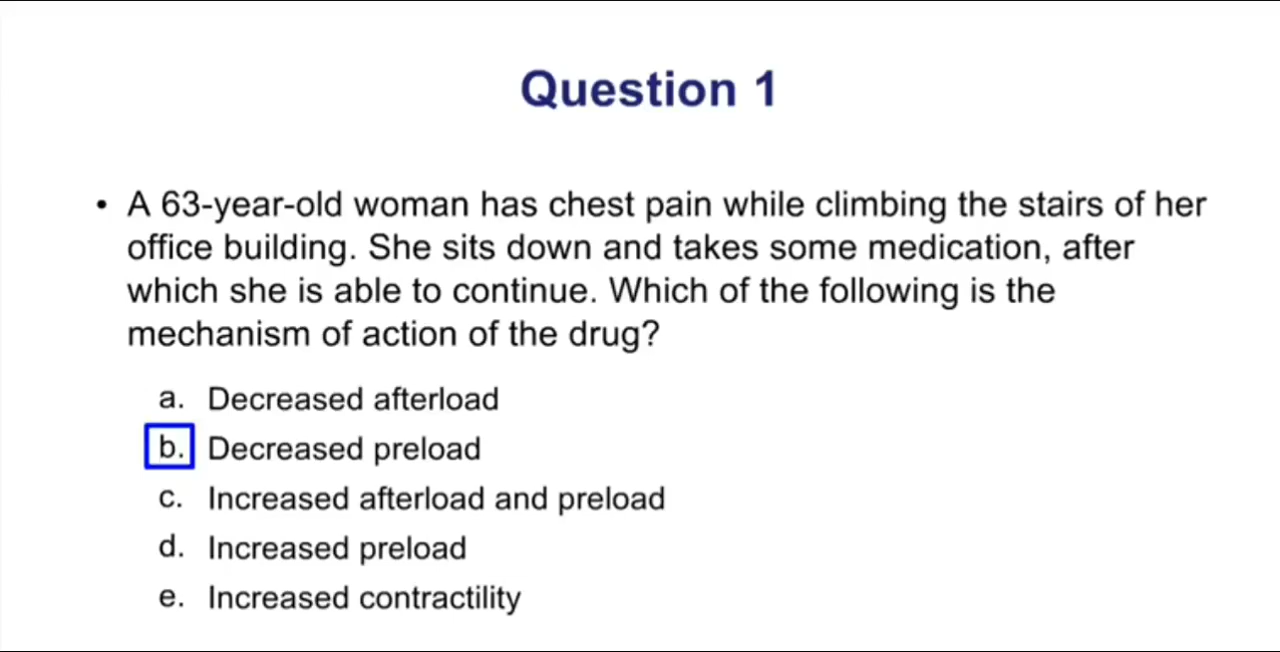 Question 1
• A 63-year-old woman has chest pain while climbing the stairs of her
office building. She sits down and takes some medication, after
which she is able to continue. Which of the following is the
mechanism of action of the drug?
a. Decreased afterload
b. Decreased preload
c. Increased afterload and preload
d. Increased preload
e. Increased contractility